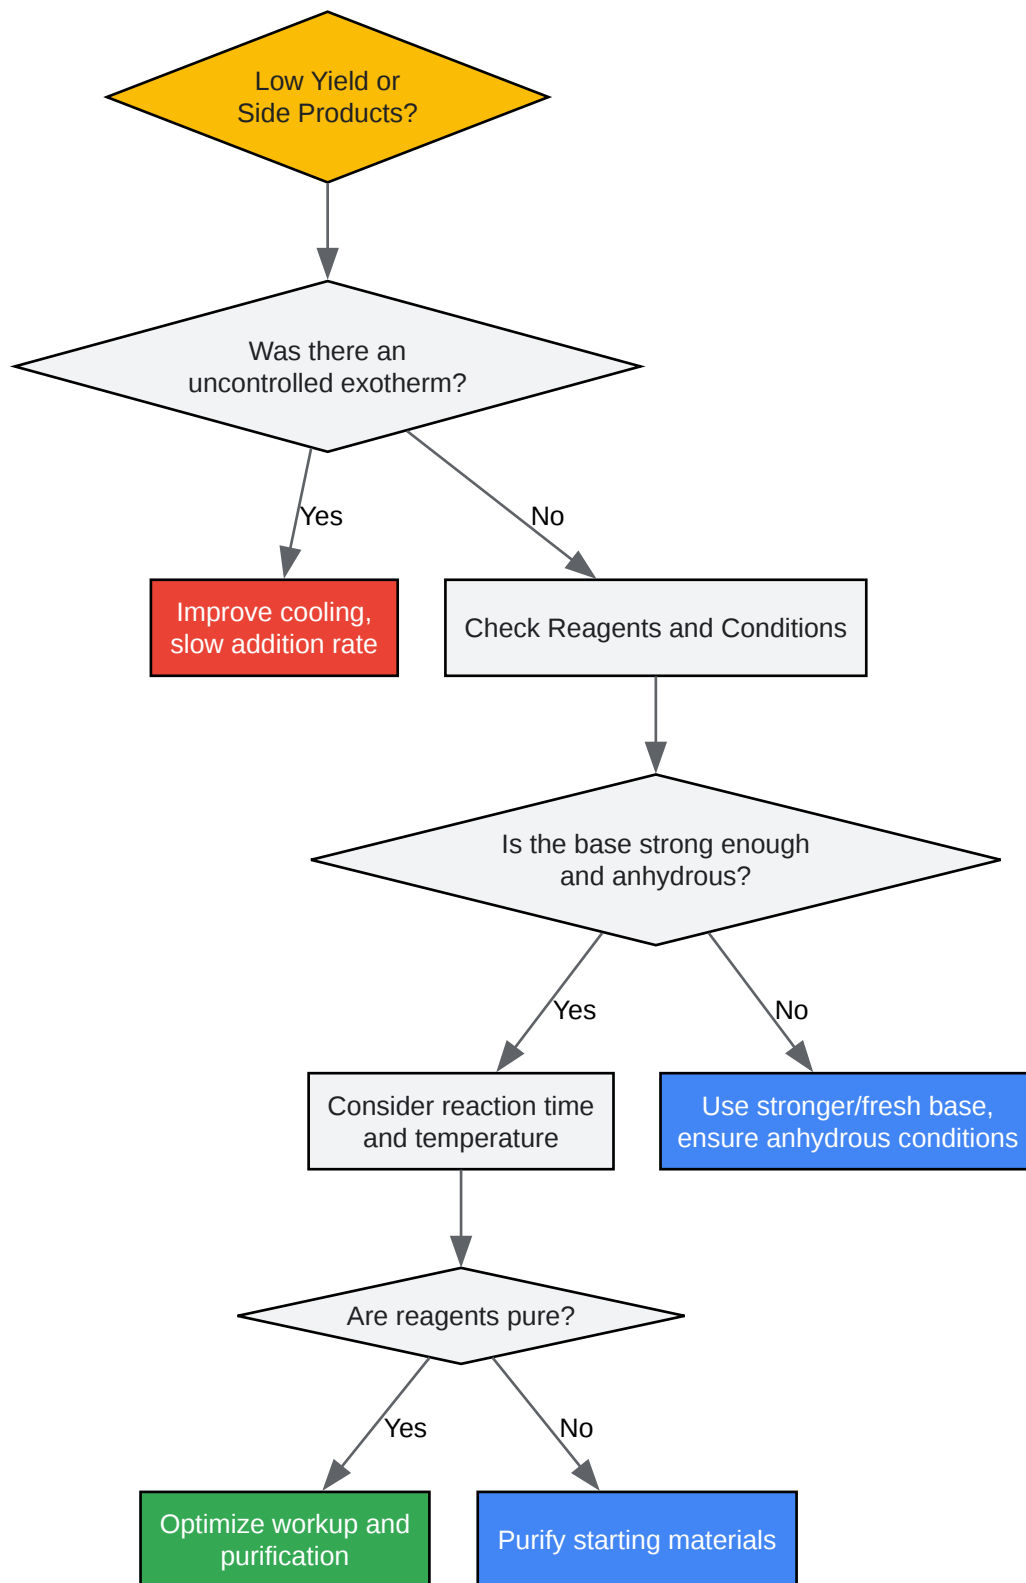 Low Yield or
Side Products?
Was there an
uncontrolled exotherm?
Yes
No
Improve cooling,
slow addition rate
Check Reagents and Conditions
Is the base strong enough
and anhydrous?
Yes
No
Consider reaction time
and temperature
Use stronger/fresh base,
ensure anhydrous conditions
Are reagents pure?
Yes
No
Optimize workup and
purification
Purify starting materials